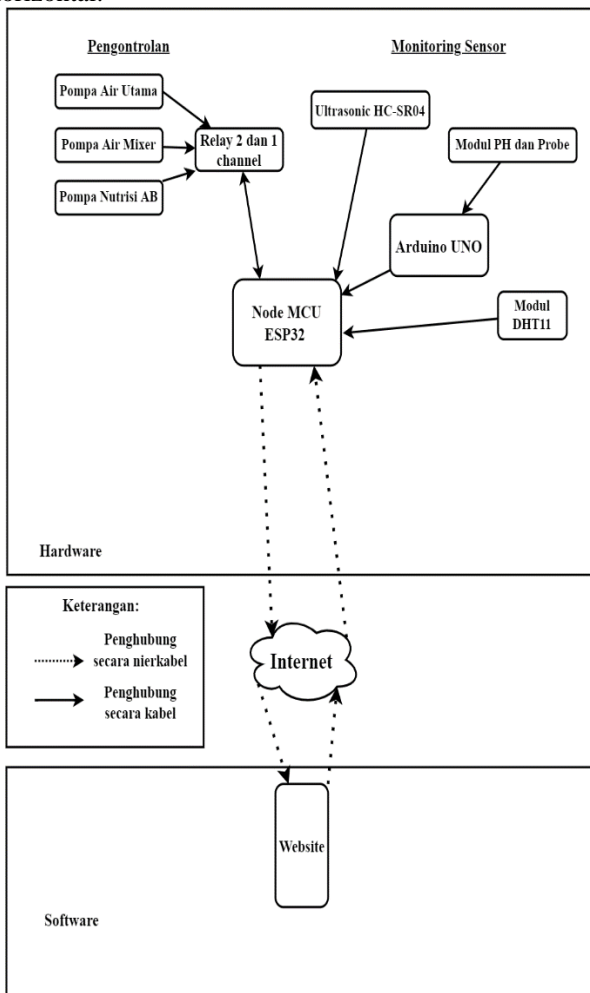 Pengontrolan
Monitoring Sensor
Pompa Air Utama
Ultrasonic HC-SR04
Pompa Air Mixer
Relay 2 dan 1
channel
Modul PH dan Probe
Pompa Nutrisi AB
Arduino UNO
Node MCU
ESP32
Modul
DHT11
Hardware
Keterangan:
Penghubung
secara nierkabel
Penghubung
secara kabel
Internet
Website
Software